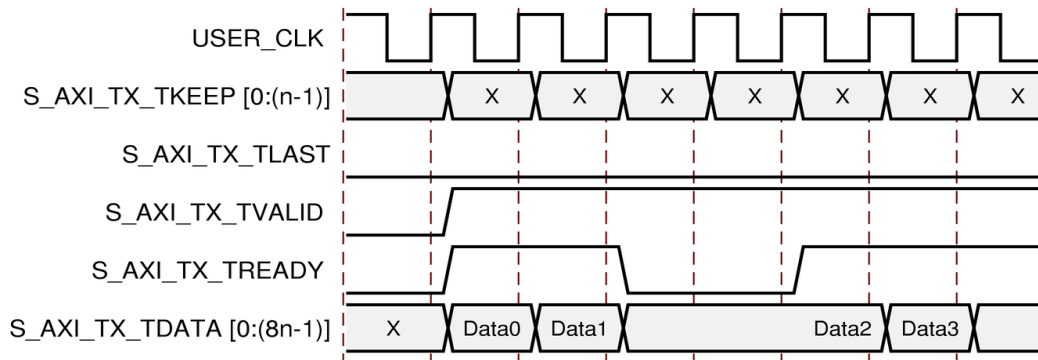 USER_CLK
S_AXI_TX_TKEEP [0:(n-1)] X X X X X X X
S_AXI_TX_TLAST
S_AXI_TX_TVALID
S_AXI_TX_TREADY
S_AXI_TX_TDATA [0:(8n-1)] X Data0 Data1 Data2 Data3